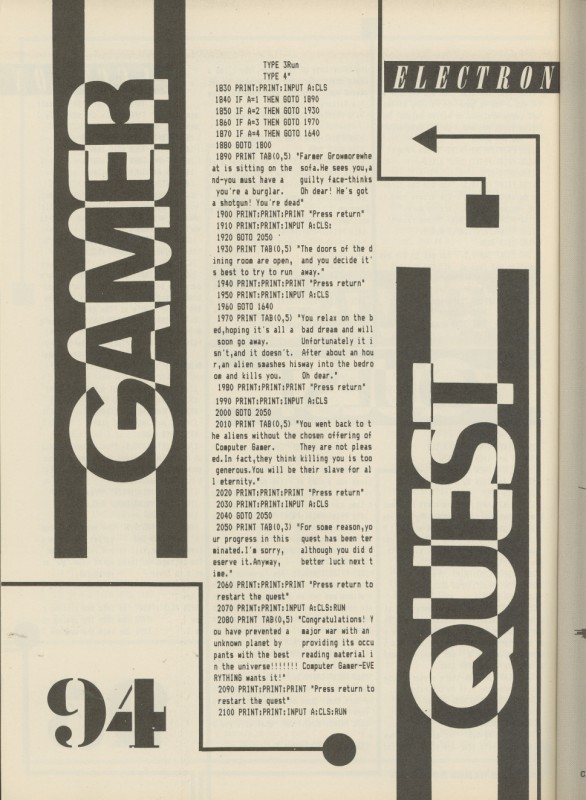 GAMER
TYPE 3Run
TYPE 4"
1830 PRINT:PRINT:INPUT A:CLS
1840 IF A=1 THEN GOTO 1890
1850 IF A=2 THEN GOTO 1930
1860 IF A=3 THEN GOTO 1970
1870 IF A=4 THEN GOTO 1640
1880 GOTO 1800
1890 PRINT TAB(0,5) "Farmer Growmorewhe
at is sitting on the sofa.He sees you,a
nd-you must have a guilty face-thinks
you're a burglar. Oh dear! He's got
a shotgun! You're dead"
1900 PRINT:PRINT:PRINT "Press return"
1910 PRINT:PRINT:INPUT A:CLS:
1920 GOTO 2050
1930 PRINT TAB(0,5) "The doors of the d
ining room are open, and you decide it'
s best to try to run away."
1940 PRINT:PRINT:PRINT "Press return"
1950 PRINT:PRINT:INPUT A:CLS
1960 GOTO 1640
1970 PRINT TAB(0,5) "You relax on the b
ed,hoping it's all a bad dream and will
soon go away. Unfortunately it i
sn't,and it doesn't. After about an hou
r,an alien smashes hisway into the bedro
om and kills you. Oh dear."
1980 PRINT:PRINT:PRINT "Press return"
1990 PRINT:PRINT:INPUT A:CLS
2000 GOTO 2050
2010 PRINT TAB(0,5) "You went back to t
he aliens without the chosen offering of
Computer Gamer. They are not pleas
ed.In fact,they think killing you is too
generous.You will be their slave for al
l eternity."
2020 PRINT:PRINT:PRINT "Press return"
2030 PRINT:PRINT:INPUT A:CLS
2040 GOTO 2050
2050 PRINT TAB(0,3) "For some reason,yo
ur progress in this quest has been ter
minated.I'm sorry, although you did d
eserve it.Anyway, better luck next t
ime."
2060 PRINT:PRINT:PRINT "Press return to
restart the quest"
2070 PRINT:PRINT:INPUT A:CLS:RUN
2080 PRINT TAB(0,5) "Congratulations! Y
ou have prevented a major war with an
unknown planet by providing its occu
pants with the best reading material i
n the universe!!!!!!! Computer Gamer-EVE
RYTHING wants it!"
2090 PRINT:PRINT:PRINT "Press return to
restart the quest"
2100 PRINT:PRINT:INPUT A:CLS:RUN
ELECTRON
QUEST
94